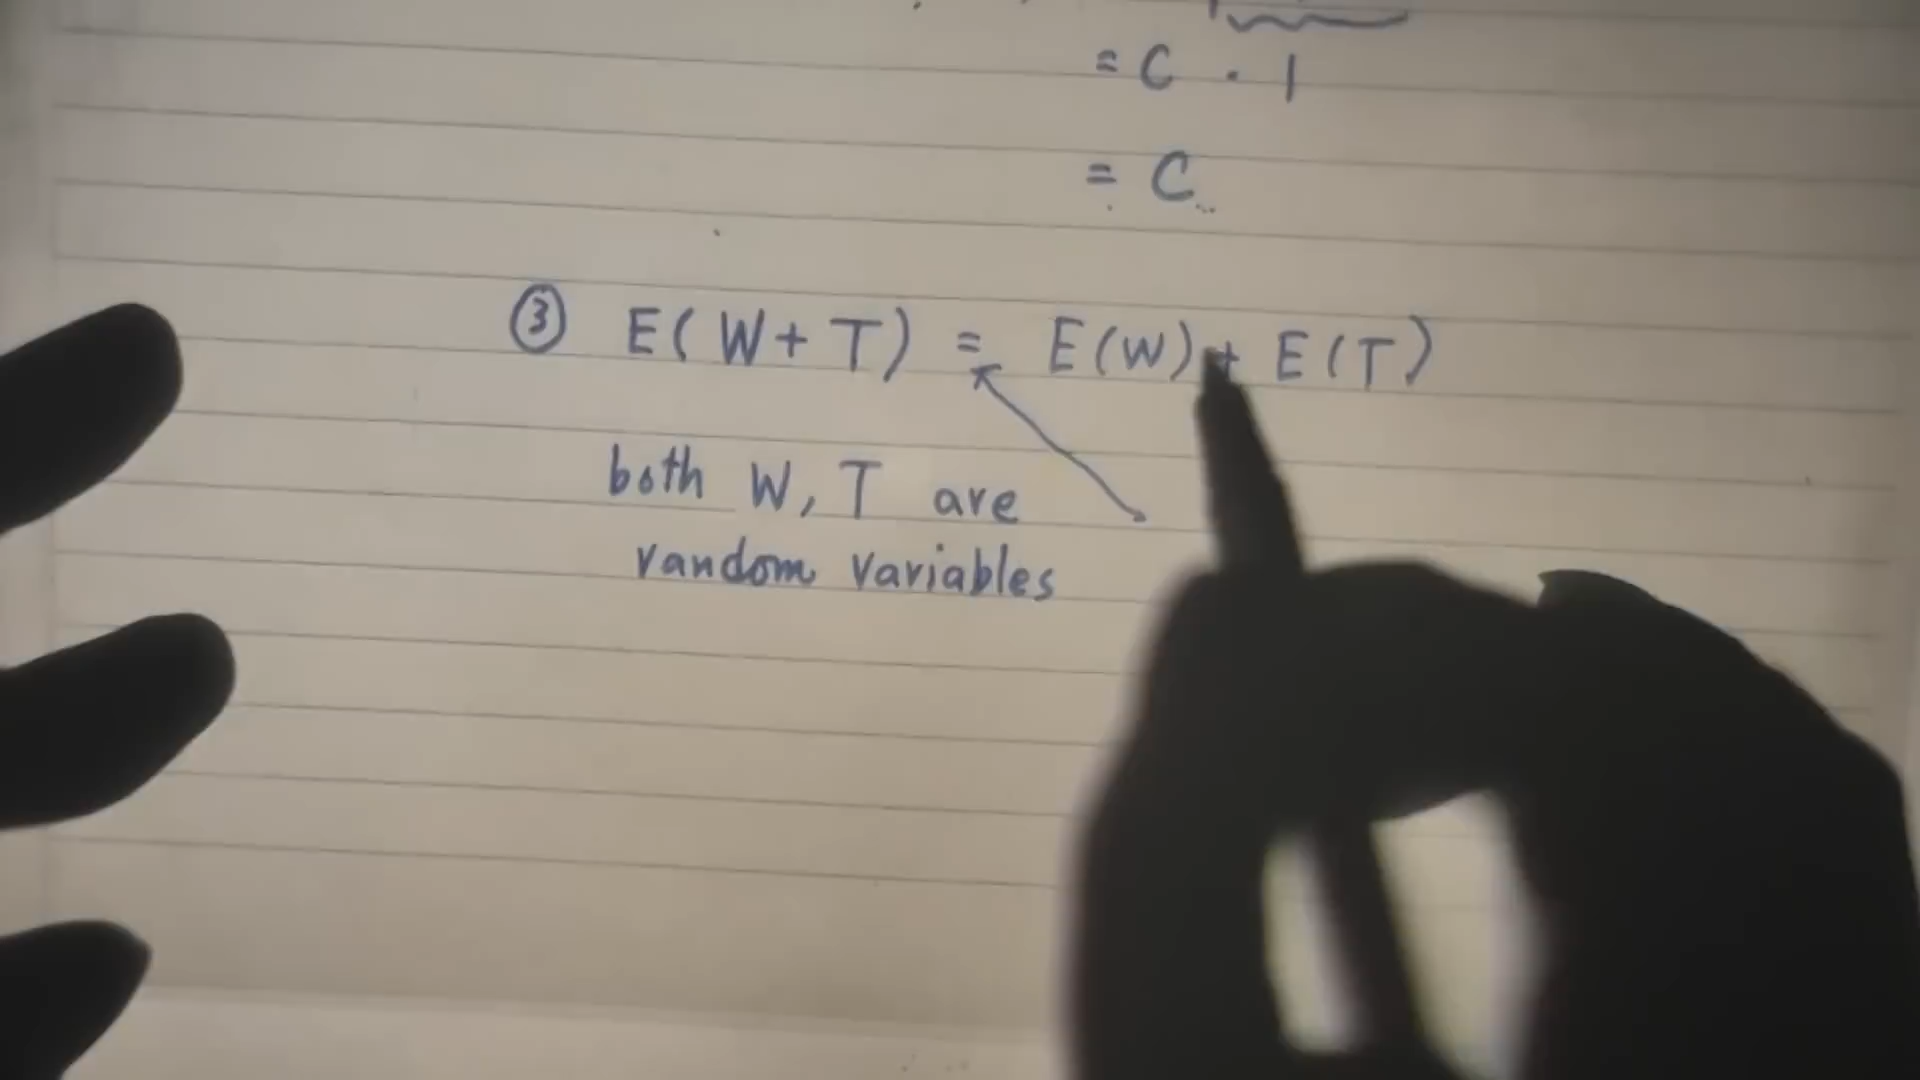 = C · 1
= C
③ E(W+T) = E(W) + E(T)
both W, T are
random variables